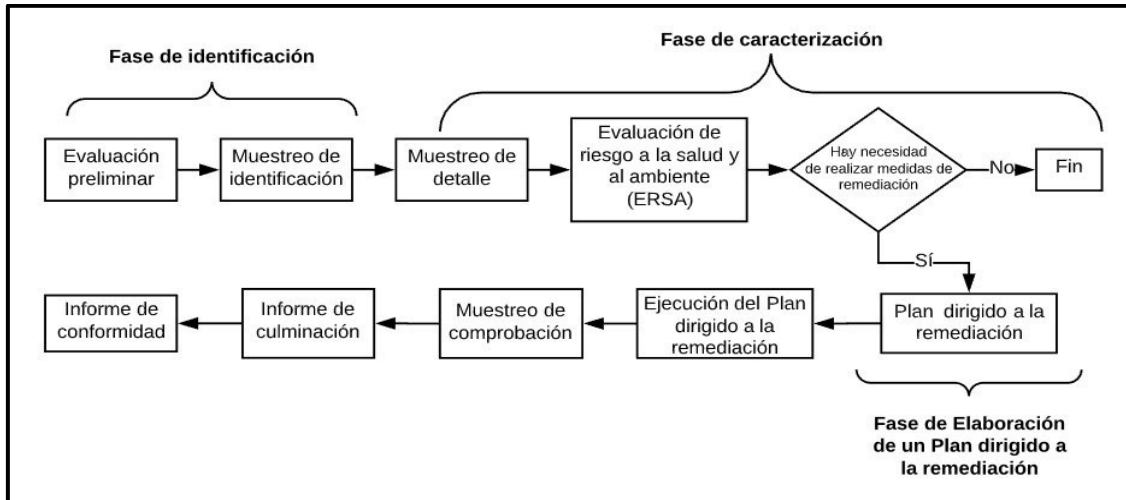 Fase de identificación
Fase de caracterización
Evaluación
preliminar
Muestreo de
identificación
Muestreo de
detalle
Evaluación de
riesgo a la salud y
al ambiente
(ERSA)
Hay necesidad
de realizar medidas de
remediación
No
Fin
Sí
Informe de
conformidad
Informe de
culminación
Muestreo de
comprobación
Ejecución del Plan
dirigido a la
remediación
Plan dirigido a la
remediación
Fase de Elaboración
de un Plan dirigido a
la remediación